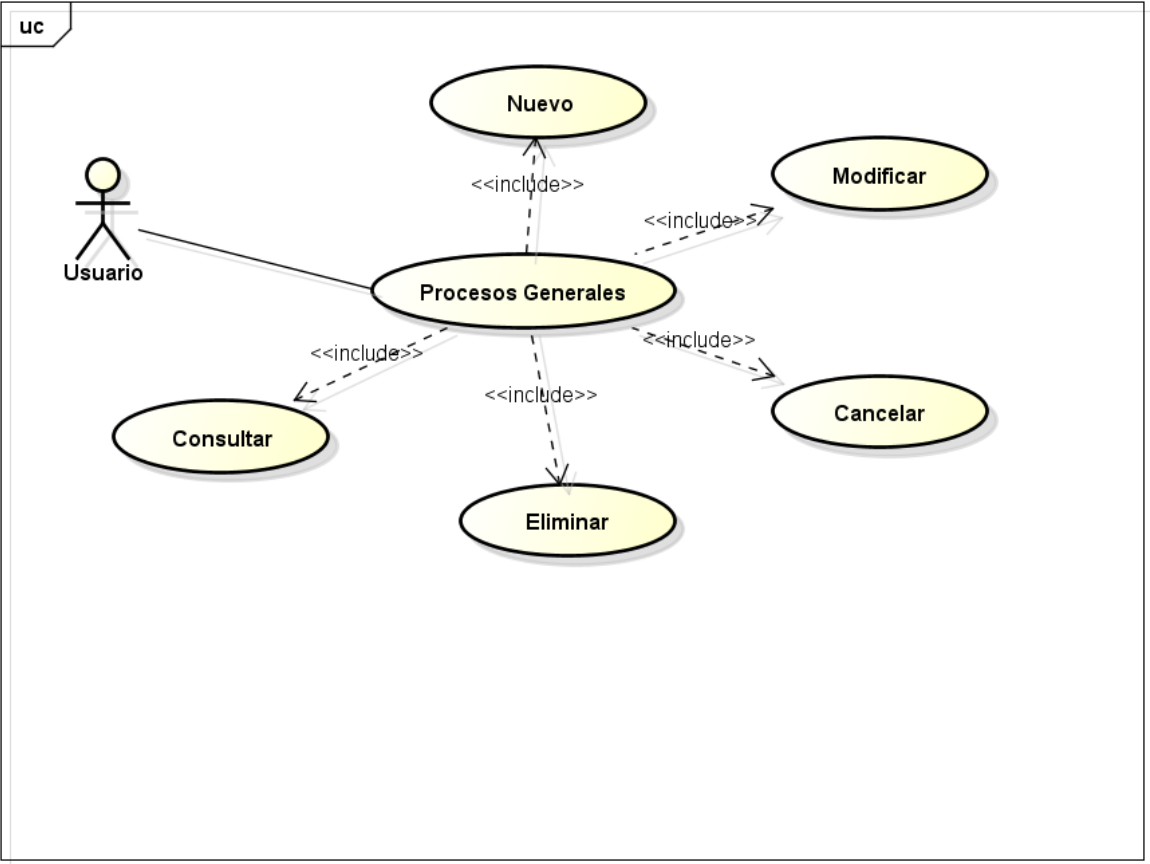 uc
Nuevo
Modificar
<<include>>
<<include>>
Usuario
Procesos Generales
<<include>>
<<include>>
<<include>>
Consultar
Cancelar
Eliminar